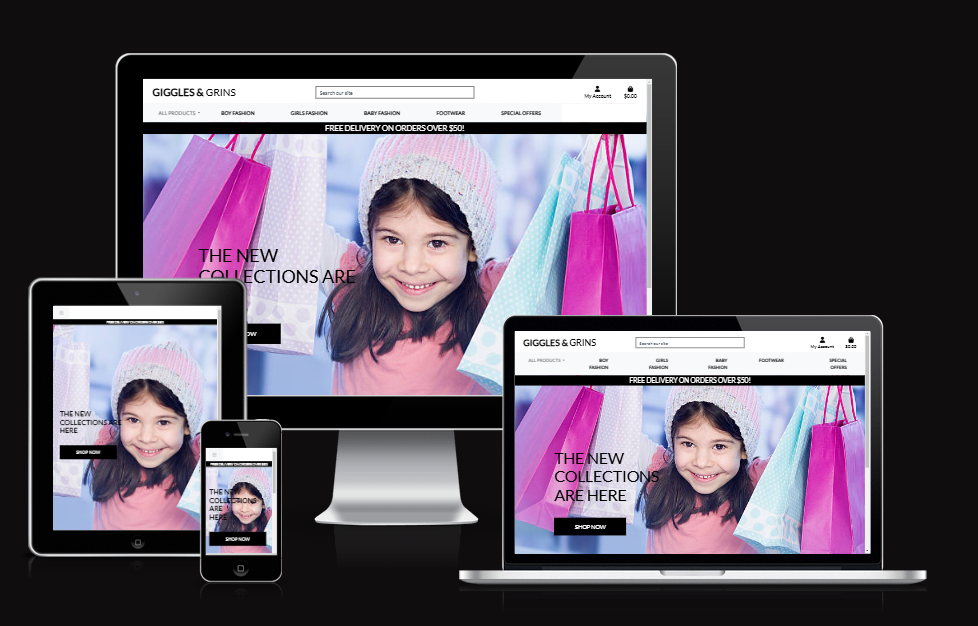 GIGGLES & GRINS
Search our site
My Account
$0.00
ALL PRODUCTS
BOY FASHION
GIRLS FASHION
BABY FASHION
FOOTWEAR
SPECIAL OFFERS
FREE DELIVERY ON ORDERS OVER $50!
THE NEW
COLLECTIONS ARE
OW
FREE DELIVERY ON ORDERS OVER $50!
THE NEW
COLLECTIONS ARE
HERE
SHOP NOW
FREE DELIVERY ON ORDERS OVER $50!
THE NEW
COLLECTIONS
ARE
HERE
SHOP NOW
GIGGLES & GRINS
Search our site
My Account
$0.00
ALL PRODUCTS
BOY
FASHION
GIRLS
FASHION
BABY
FASHION
FOOTWEAR
SPECIAL
OFFERS
FREE DELIVERY ON ORDERS OVER $50!
THE NEW
COLLECTIONS
ARE HERE
SHOP NOW